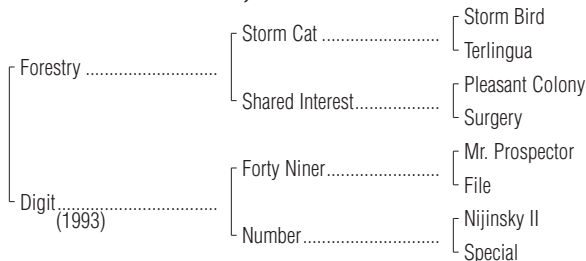 Storm Bird
Storm Cat ........................
Terlingua
Forestry ...........................
Pleasant Colony
Shared Interest.................
Surgery
Mr. Prospector
Forty Niner.......................
File
Digit.................................
(1993)
Nijinsky II
Number............................
Special